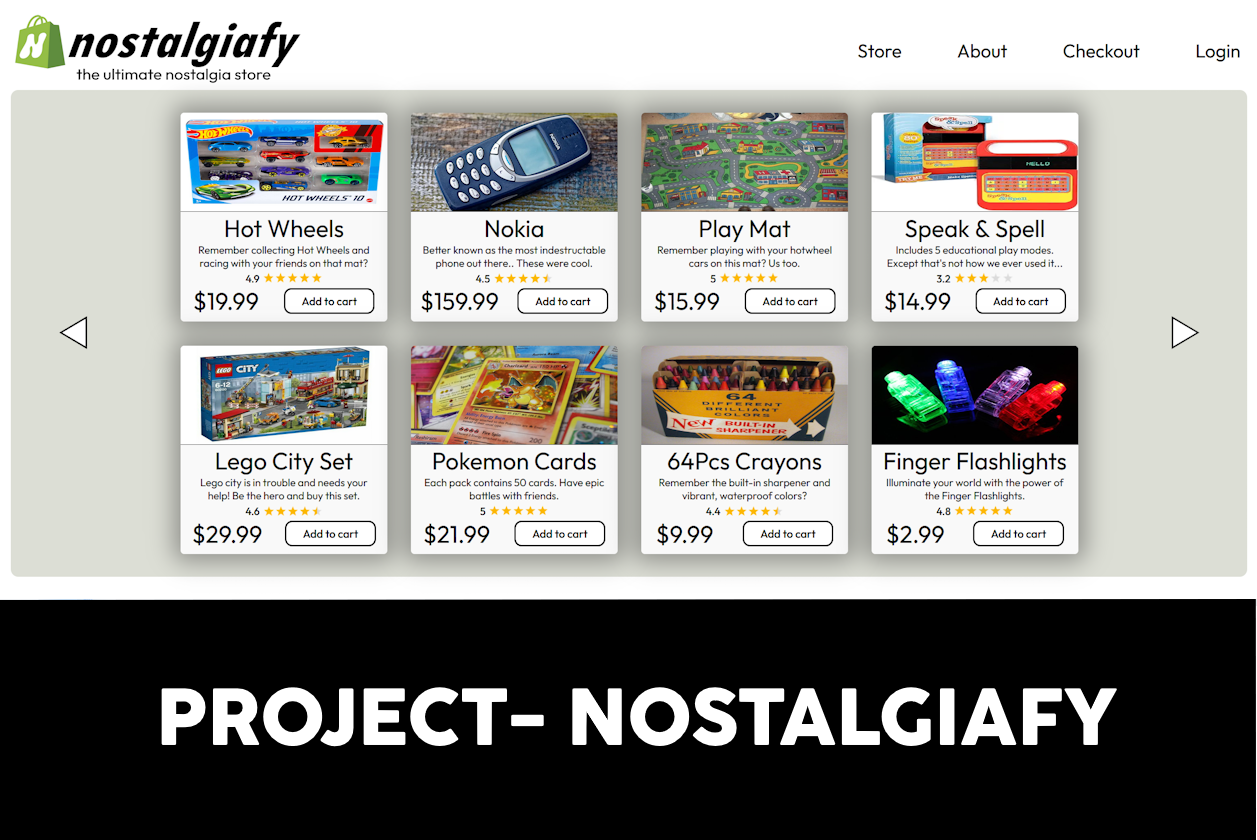 N nostalgiafy
the ultimate nostalgia store
Store About Checkout Login
HOT WHEELS
HOT WHEELS 10
NOKIA
Speak & Spell
HELLO
Hot Wheels
Remember collecting Hot Wheels and
racing with your friends on that mat?
4.9
$19.99 Add to cart
Nokia
Better known as the most indestructable
phone out there.. These were cool.
4.5
$159.99 Add to cart
Play Mat
Remember playing with your hotwheel
cars on this mat? Us too.
5
$15.99 Add to cart
Speak & Spell
Includes 5 educational play modes.
Except that's not how we ever used it...
3.2
$14.99 Add to cart
LEGO CITY
6-12
Charizard
200
64
DIFFERENT
BRILLIANT
COLORS
NEW BUILT-IN
SHARPENER
Lego City Set
Lego city is in trouble and needs your
help! Be the hero and buy this set.
4.6
$29.99 Add to cart
Pokemon Cards
Each pack contains 50 cards. Have epic
battles with friends.
5
$21.99 Add to cart
64Pcs Crayons
Remember the built-in sharpener and
vibrant, waterproof colors?
4.4
$9.99 Add to cart
Finger Flashlights
Illuminate your world with the power of
the Finger Flashlights.
4.8
$2.99 Add to cart
PROJECT- NOSTALGIAFY